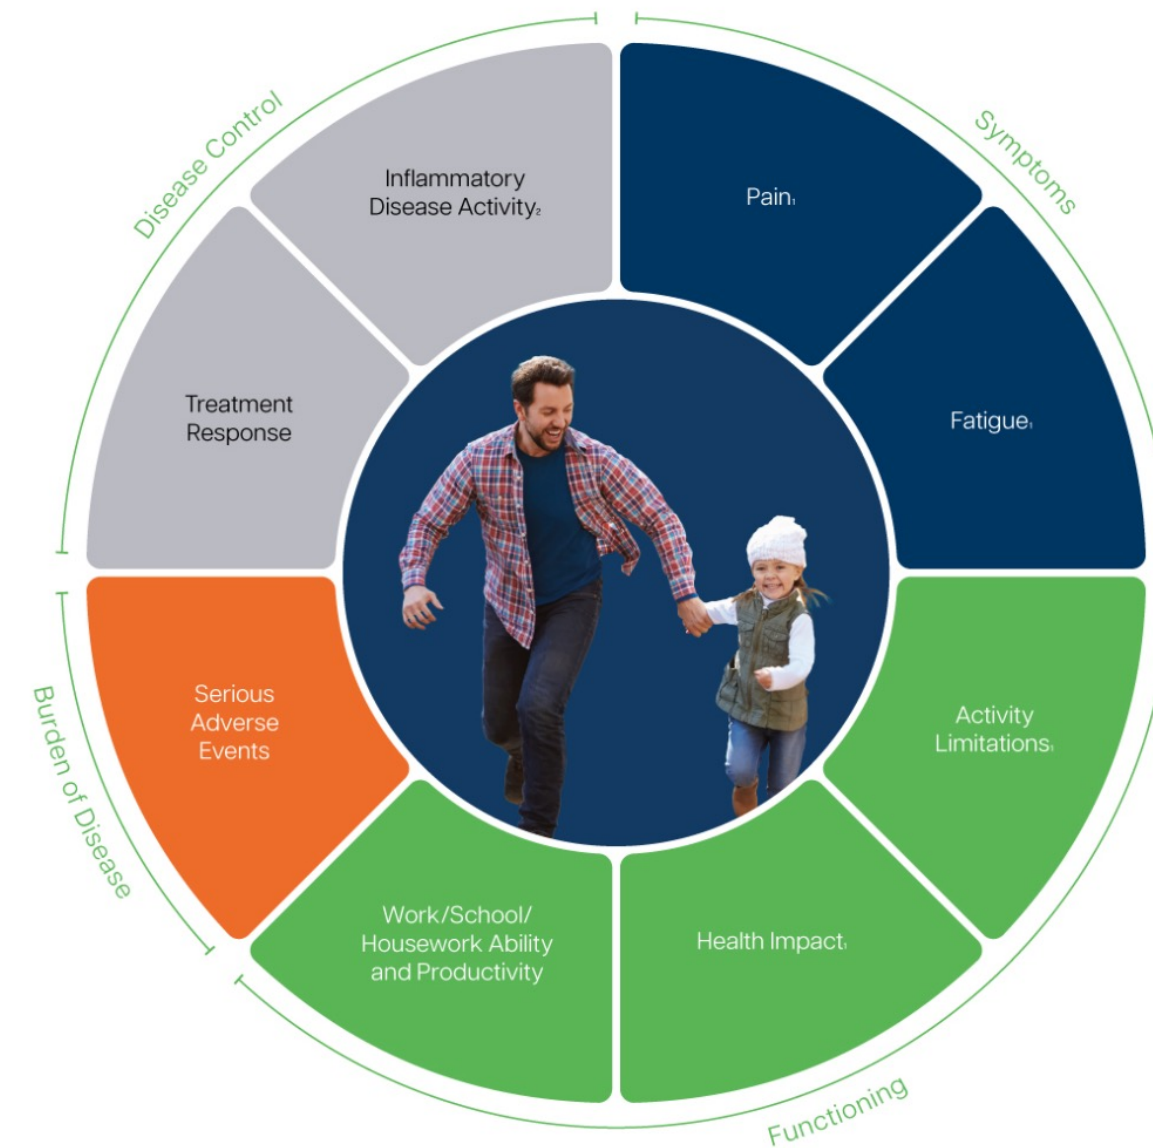 Disease Control
Symptoms
Inflammatory
Disease Activity₂
Pain₁
Treatment
Response
Fatigue₁
Serious
Adverse
Events
Activity
Limitations₁
Burden of Disease
Work/School/
Housework Ability
and Productivity
Health Impact₁
Functioning